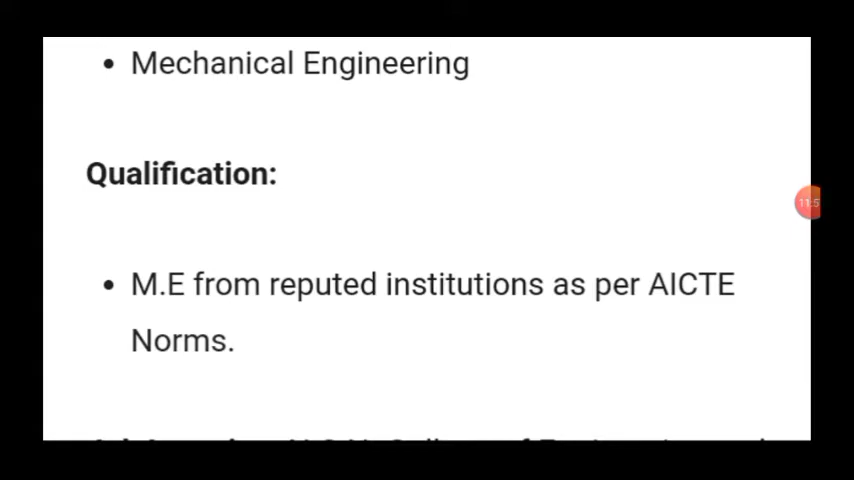 • Mechanical Engineering
Qualification:
• M.E from reputed institutions as per AICTE
Norms.